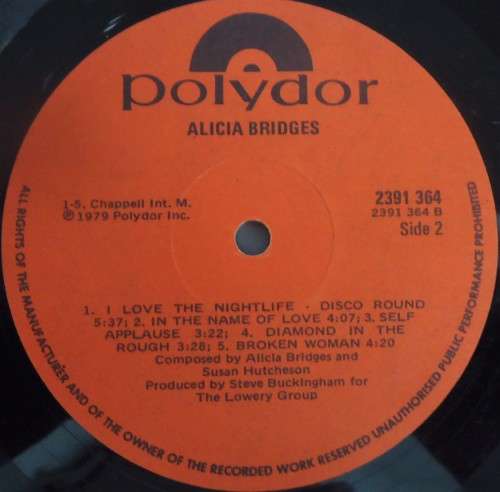 polydor
ALICIA BRIDGES
1-5, Chappell Int. M.
℗ 1979 Polydor Inc.
2391 364
2391 364 B
Side 2
1. I LOVE THE NIGHTLIFE - DISCO ROUND
5:37; 2. IN THE NAME OF LOVE 4:07; 3. SELF
APPLAUSE 3:22; 4. DIAMOND IN THE
ROUGH 3:28; 5. BROKEN WOMAN 4:20
Composed by Alicia Bridges and
Susan Hutcheson
Produced by Steve Buckingham for
The Lowery Group
ALL RIGHTS OF THE MANUFACTURER AND OF THE OWNER OF THE RECORDED WORK RESERVED UNAUTHORISED PUBLIC PERFORMANCE PROHIBITED